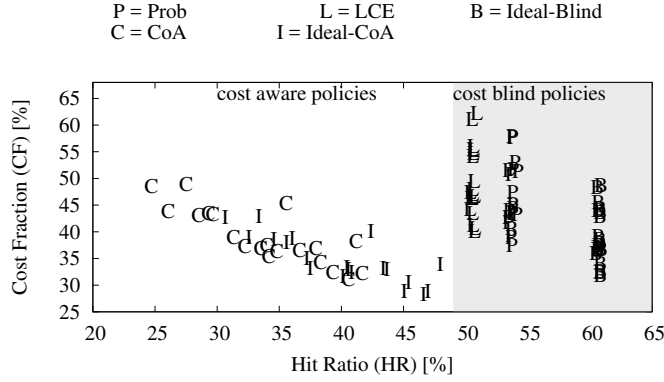 P = Prob L = LCE B = Ideal-Blind
C = CoA I = Ideal-CoA
cost aware policies cost blind policies
Cost Fraction (CF) [%]
65
60
55
50
45
40
35
30
25
20 25 30 35 40 45 50 55 60 65
Hit Ratio (HR) [%]